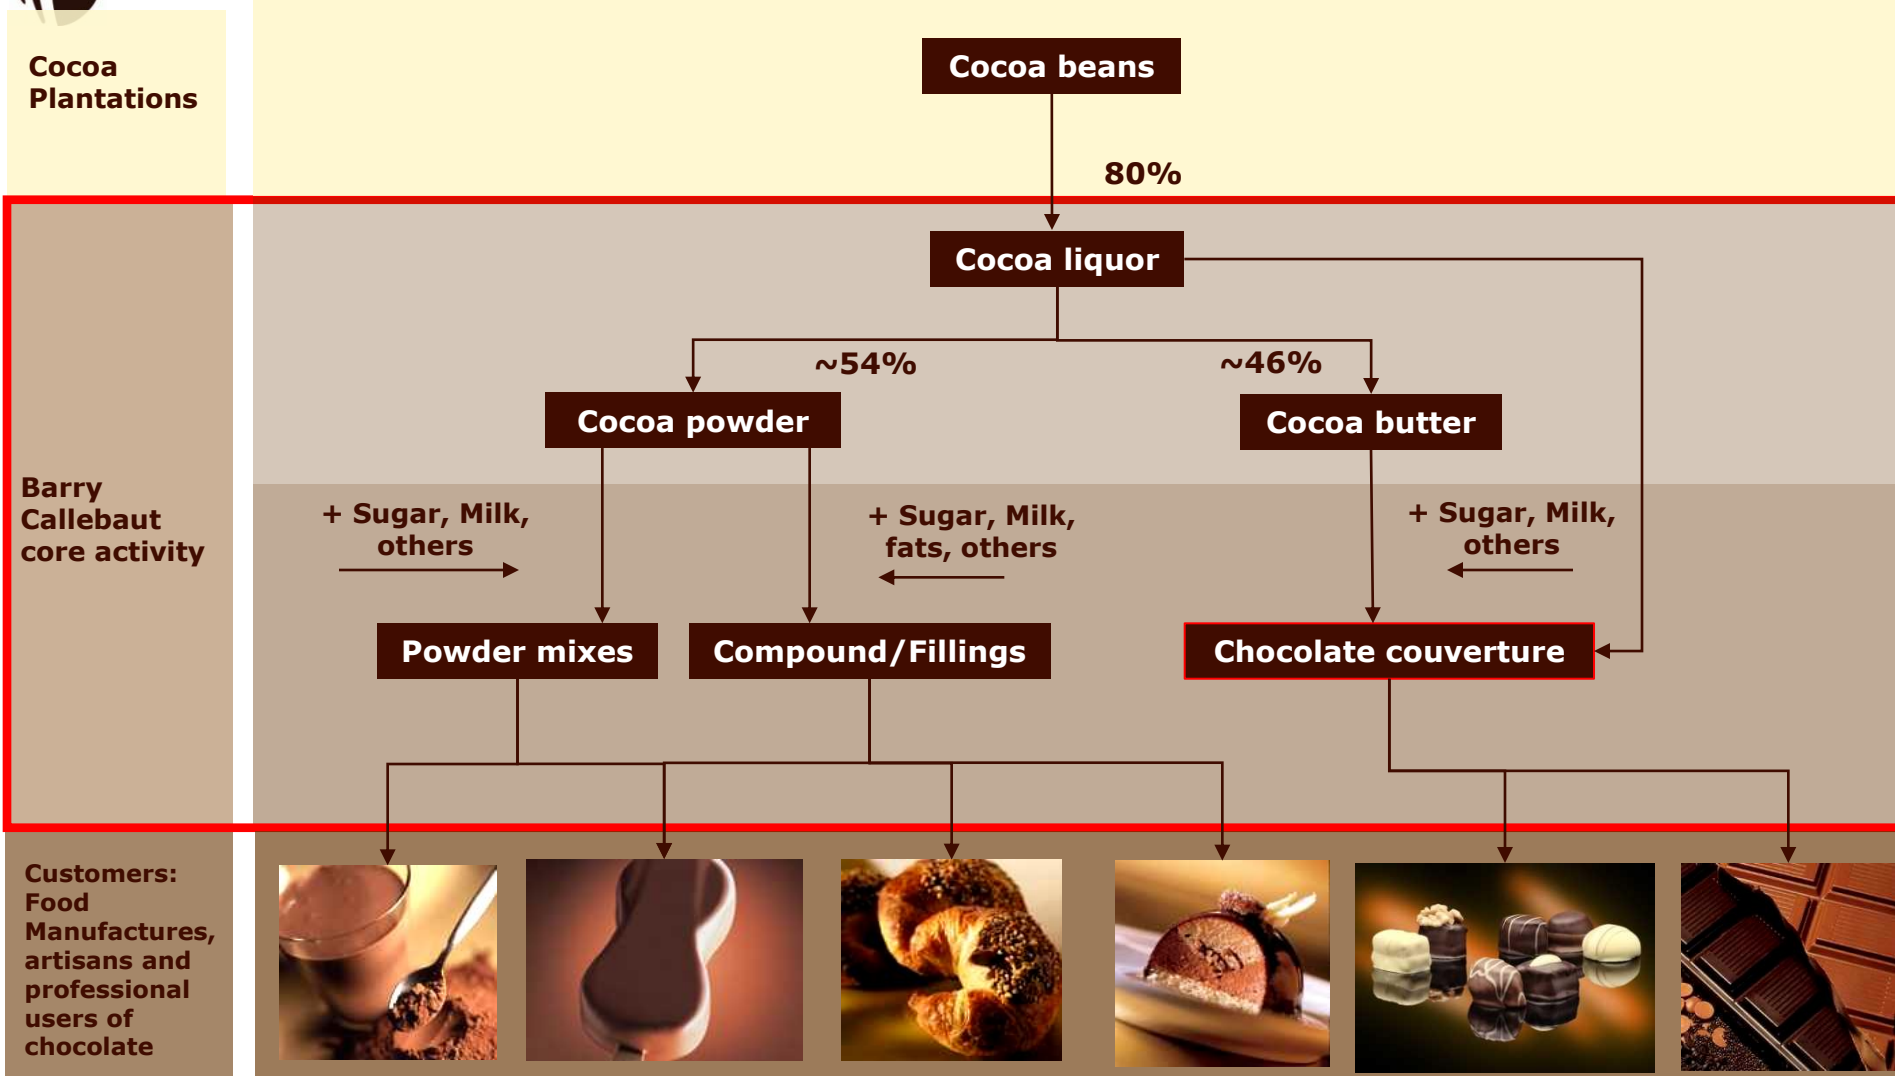 Cocoa
Plantations
Cocoa beans
80%
Cocoa liquor
~54%
~46%
Cocoa powder
Cocoa butter
Barry
Callebaut
core activity
+ Sugar, Milk,
others
+ Sugar, Milk,
fats, others
+ Sugar, Milk,
others
Powder mixes
Compound/Fillings
Chocolate couverture
Customers:
Food
Manufactures,
artisans and
professional
users of
chocolate